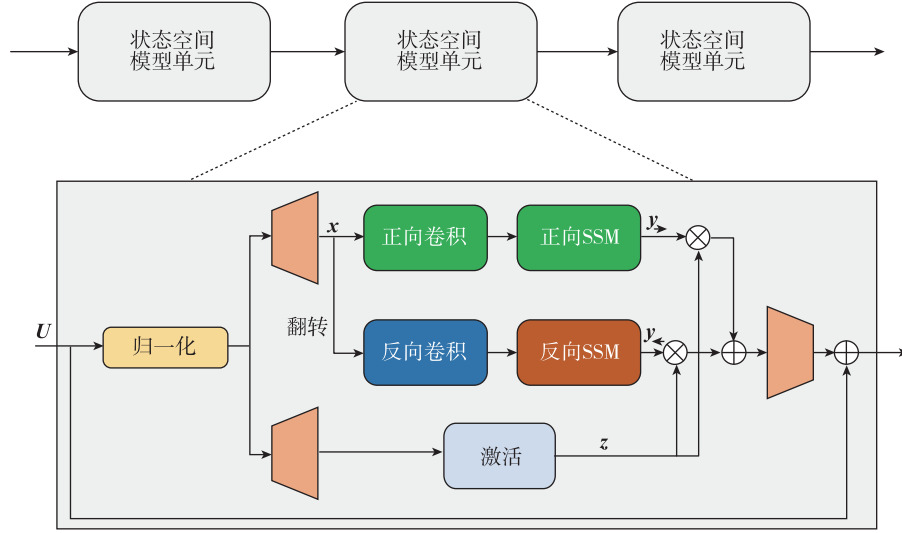 状态空间
模型单元
状态空间
模型单元
状态空间
模型单元
x
正向卷积
正向SSM
y
翻转
U
归一化
反向卷积
反向SSM
y
激活
z